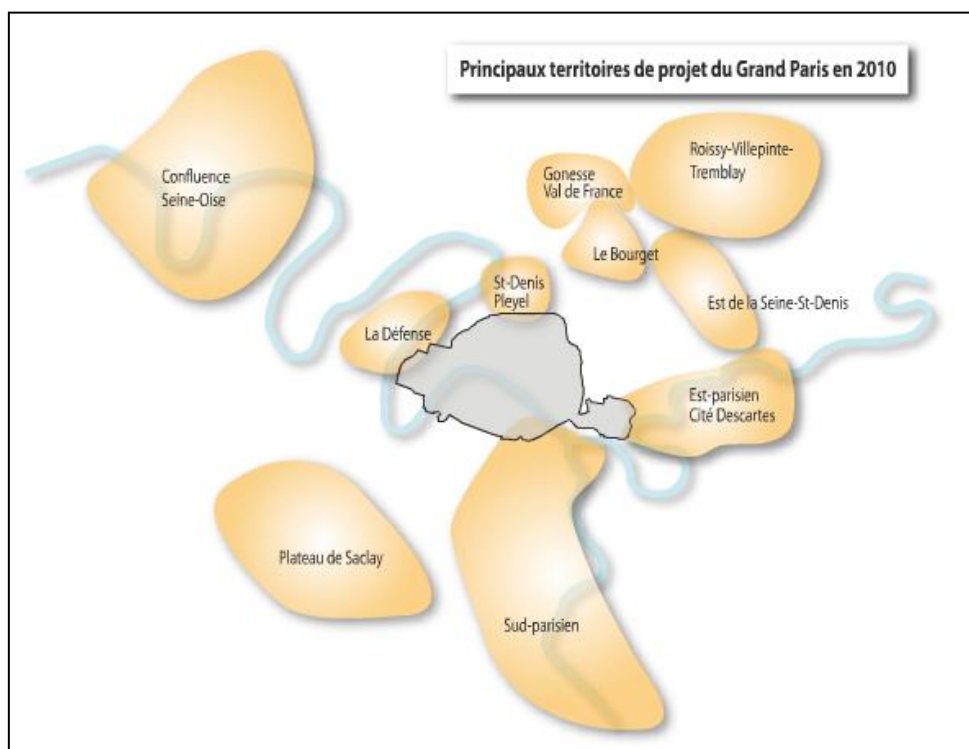 Principaux territoires de projet du Grand Paris en 2010
Roissy-Villepinte-
Tremblay
Confluence
Seine-Oise
Gonesse
Val de France
Le Bourget
St-Denis
Pleyel
Est de la Seine-St-Denis
La Défense
Est-parisien
Cité Descartes
Plateau de Saclay
Sud-parisien